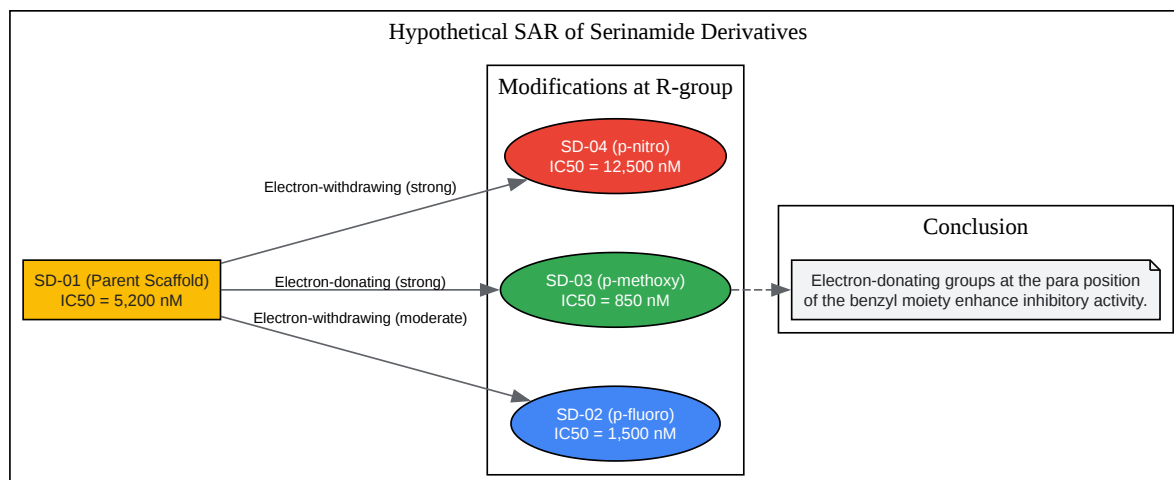 Hypothetical SAR of Serinamide Derivatives
Modifications at R-group
SD-04 (p-nitro)
IC50 = 12,500 nM
Electron-withdrawing (strong)
Conclusion
SD-01 (Parent Scaffold)
IC50 = 5,200 nM
Electron-donating (strong)
SD-03 (p-methoxy)
IC50 = 850 nM
Electron-donating groups at the para position
of the benzyl moiety enhance inhibitory activity.
Electron-withdrawing (moderate)
SD-02 (p-fluoro)
IC50 = 1,500 nM